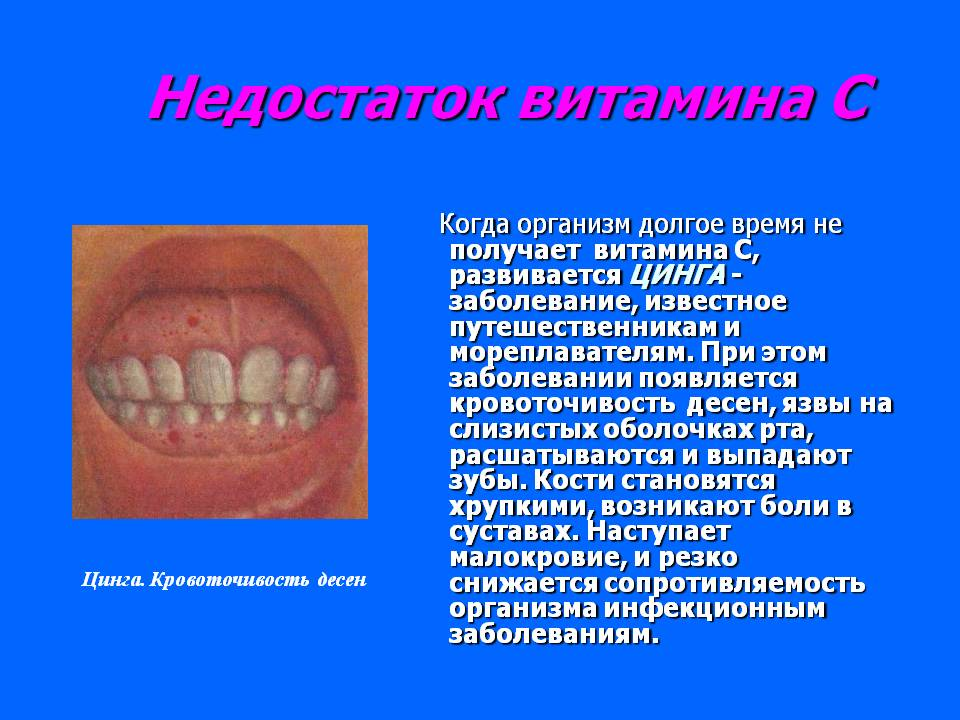 Недостаток витамина С
Когда организм долгое время не
получает витамина С,
развивается ЦИНГА -
заболевание, известное
путешественникам и
мореплавателям. При этом
заболевании появляется
кровоточивость десен, язвы на
слизистых оболочках рта,
расшатываются и выпадают
зубы. Кости становятся
хрупкими, возникают боли в
суставах. Наступает
малокровие, и резко
снижается сопротивляемость
организма инфекционным
заболеваниям.
Цинга. Кровоточивость десен